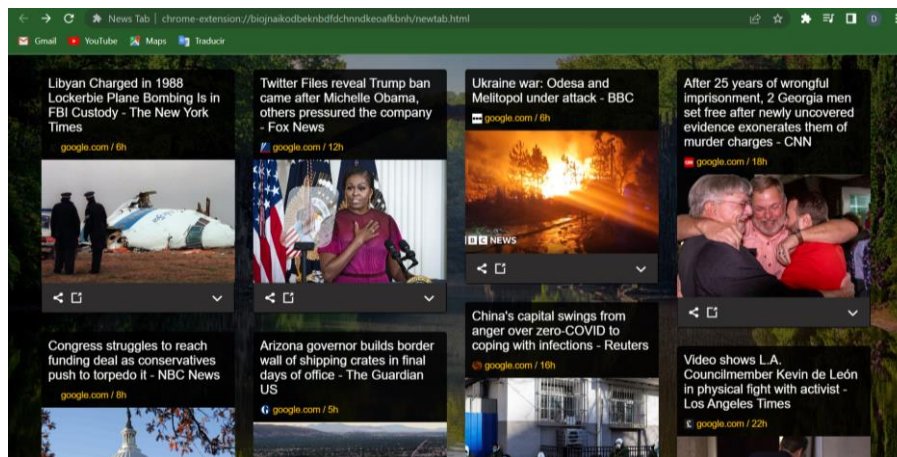 News Tab | chrome-extension://biojnaikodbeknbdfdchnndkeoafkbnh/newtab.html
D
Gmail
YouTube
Maps
Traducir
Libyan Charged in 1988
Lockerbie Plane Bombing Is in
FBI Custody - The New York
Times
google.com / 6h
Twitter Files reveal Trump ban
came after Michelle Obama,
others pressured the company
- Fox News
google.com / 12h
Ukraine war: Odesa and
Melitopol under attack - BBC
google.com / 6h
BBC NEWS
After 25 years of wrongful
imprisonment, 2 Georgia men
set free after newly uncovered
evidence exonerates them of
murder charges - CNN
google.com / 18h
Congress struggles to reach
funding deal as conservatives
push to torpedo it - NBC News
google.com / 8h
Arizona governor builds border
wall of shipping crates in final
days of office - The Guardian
US
google.com / 5h
China's capital swings from
anger over zero-COVID to
coping with infections - Reuters
google.com / 16h
Video shows L.A.
Councilmember Kevin de León
in physical fight with activist -
Los Angeles Times
google.com / 22h